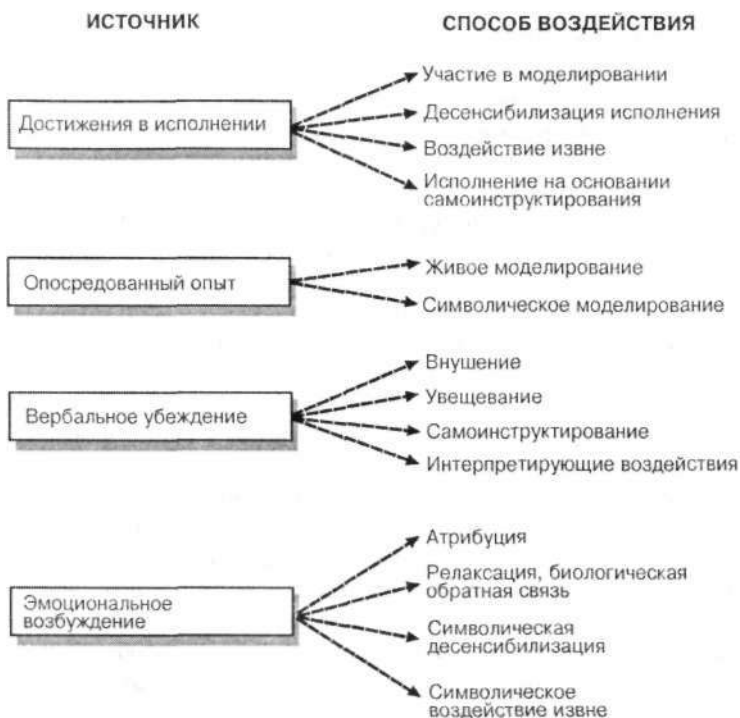 ИСТОЧНИК
СПОСОБ ВОЗДЕЙСТВИЯ
Достижения в исполнении
Участие в моделировании
Десенсибилизация исполнения
Воздействие извне
Исполнение на основании
самоинструктирования
Опосредованный опыт
Живое моделирование
Символическое моделирование
Вербальное убеждение
Внушение
Увещевание
Самоинструктирование
Интерпретирующие воздействия
Эмоциональное
возбуждение
Атрибуция
Релаксация, биологическая
обратная связь
Символическая
десенсибилизация
Символическое
воздействие извне